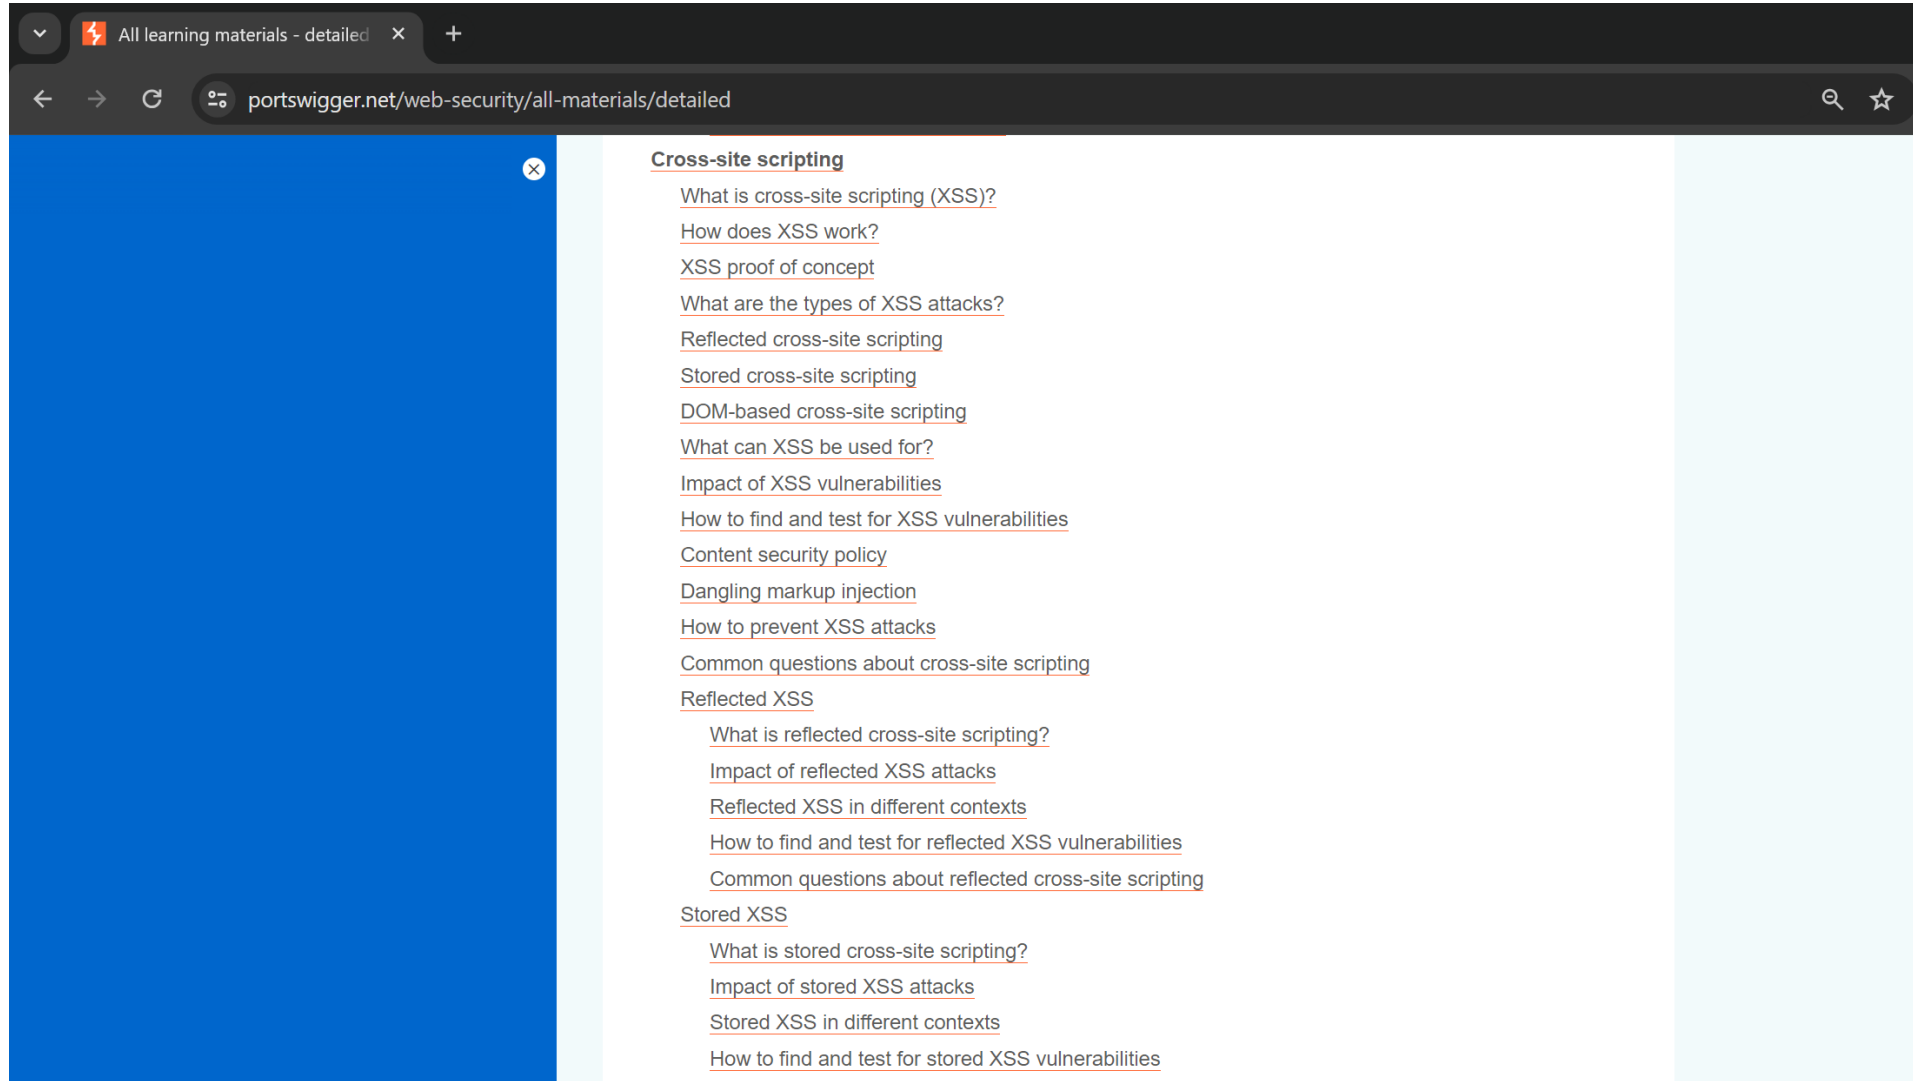 All learning materials - detailed
portswigger.net/web-security/all-materials/detailed
Cross-site scripting
What is cross-site scripting (XSS)?
How does XSS work?
XSS proof of concept
What are the types of XSS attacks?
Reflected cross-site scripting
Stored cross-site scripting
DOM-based cross-site scripting
What can XSS be used for?
Impact of XSS vulnerabilities
How to find and test for XSS vulnerabilities
Content security policy
Dangling markup injection
How to prevent XSS attacks
Common questions about cross-site scripting
Reflected XSS
What is reflected cross-site scripting?
Impact of reflected XSS attacks
Reflected XSS in different contexts
How to find and test for reflected XSS vulnerabilities
Common questions about reflected cross-site scripting
Stored XSS
What is stored cross-site scripting?
Impact of stored XSS attacks
Stored XSS in different contexts
How to find and test for stored XSS vulnerabilities